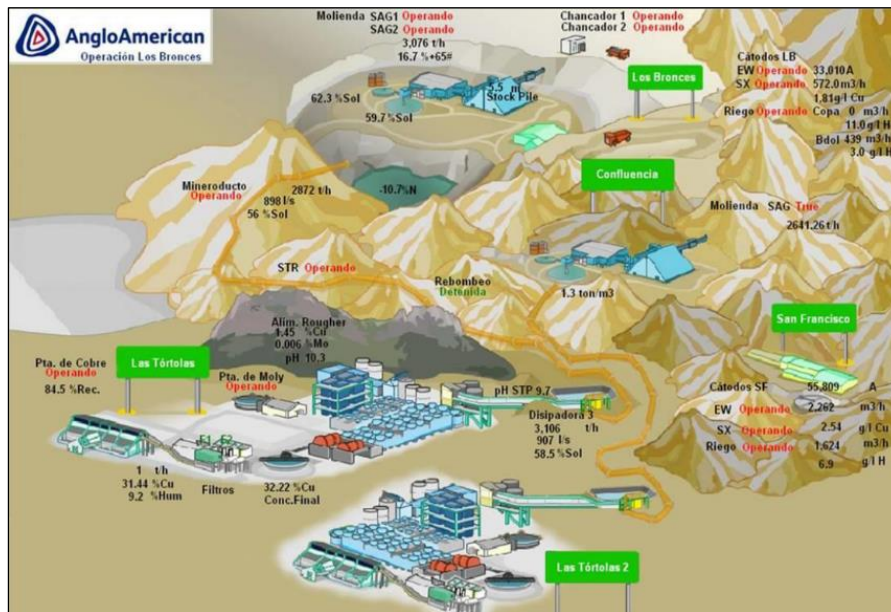 AngloAmerican
Operación Los Bronces
Molienda SAG1 Operando
SAG2 Operando
3,076 t/h
16.7 %+65#
Chancador 1 Operando
Chancador 2 Operando
62.3 %Sol
59.7 %Sol
5.5 m
Stock Pile
Los Bronces
Cátodos LB
EW Operando 33,010 A
SX Operando 572.0 m3/h
1.81 g/l Cu
Riego Operando Copa 0 m3/h
11.0 g l H
Bdol 439 m3/h
3.0 g l H
Mineroducto
Operando
2872 t/h
898 l/s
56 %Sol
-10.7%N
Confluencia
Molienda SAG True
2641.26 t/h
STR Operando
Rebombeo
Detenida
1.3 ton/m3
San Francisco
Alim. Rougher
1.45 %Cu
0.006 %Mo
pH 10.3
Pta. de Cobre
Operando
84.5 %Rec.
Las Tórtolas
Pta. de Moly
Operando
pH STP 9.7
Disipadora 3
3,106 t/h
907 l/s
58.5 %Sol
Cátodos SF 55,809 A
EW Operando 2,262 m3/h
SX Operando 2.54 g/l Cu
Riego Operando 1,624 m3/h
6.9 g l H
1 t/h
31.44 %Cu
9.2 %Hum
Filtros
32.22 %Cu
Conc.Final
Las Tórtolas 2